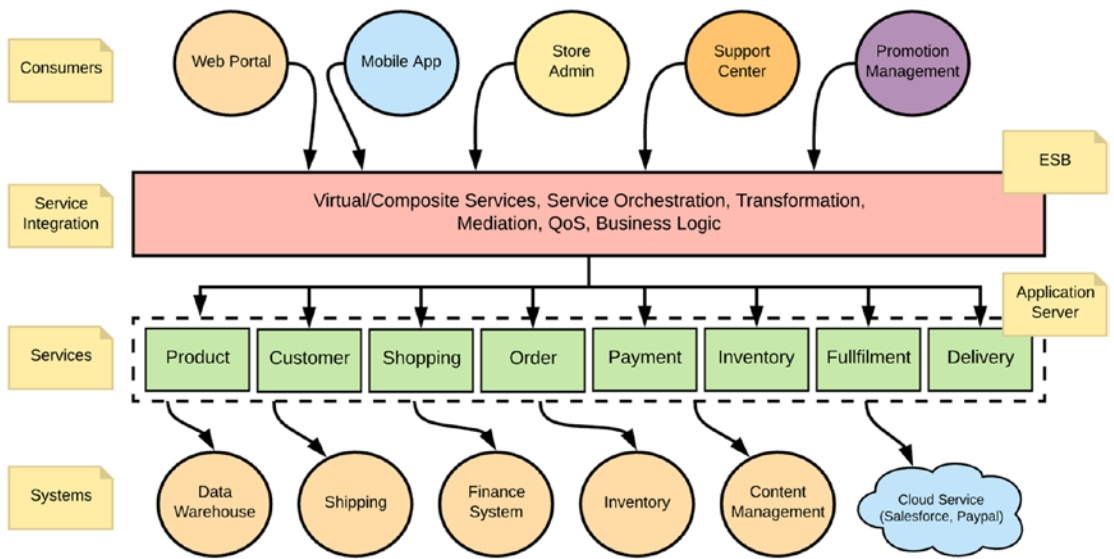 Consumers
Web Portal
Mobile App
Store
Admin
Support
Center
Promotion
Management
ESB
Service
Integration
Virtual/Composite Services, Service Orchestration, Transformation,
Mediation, QoS, Business Logic
Application
Server
Services
Product
Customer
Shopping
Order
Payment
Inventory
Fullfilment
Delivery
Systems
Data
Warehouse
Shipping
Finance
System
Inventory
Content
Management
Cloud Service
(Salesforce, Paypal)